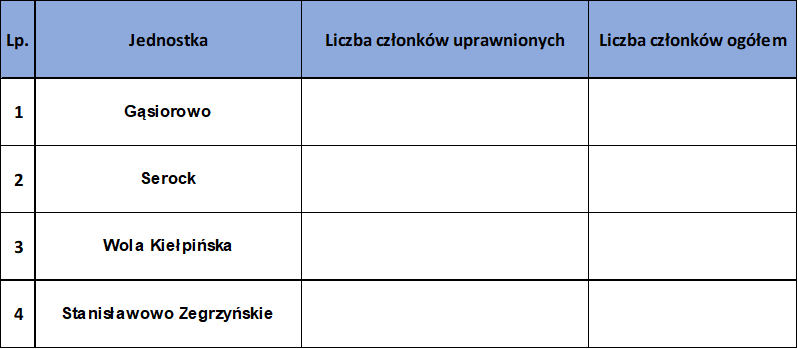 Lp. Jednostka Liczba członków uprawnionych Liczba członków ogółem
1 Gąsiorowo
2 Serock
3 Wola Kiełpińska
4 Stanisławowo Zegrzyńskie